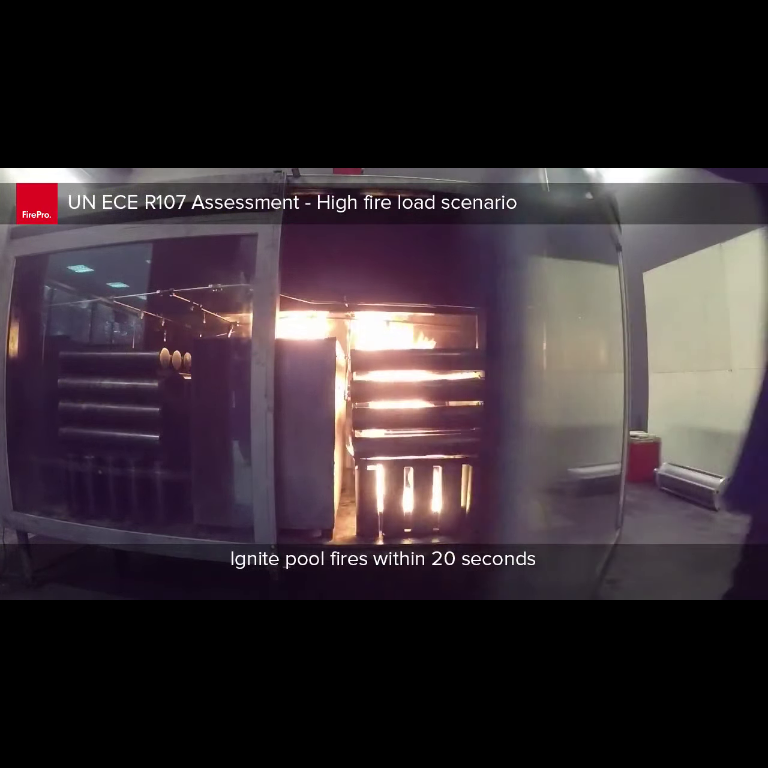 UN ECE R107 Assessment - High fire load scenario
FirePro.
Ignite pool fires within 20 seconds